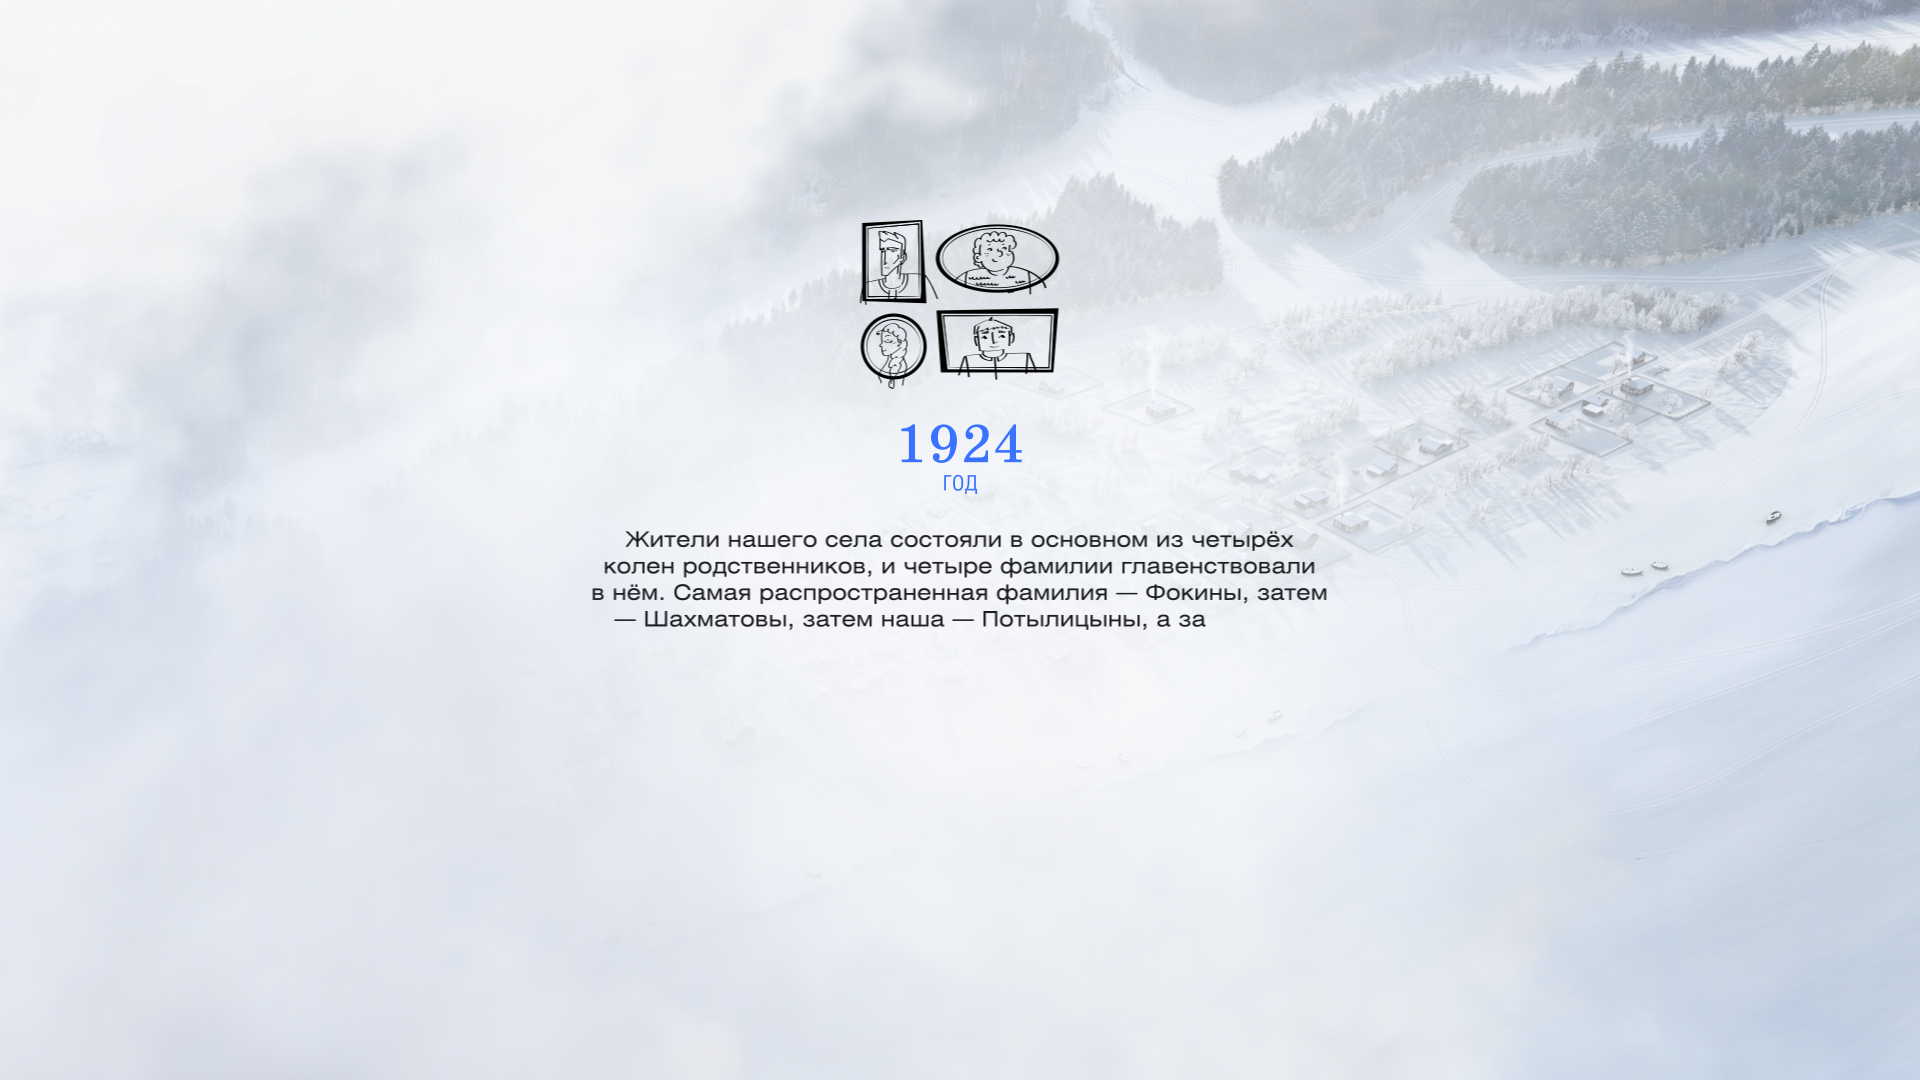 1924
ГОД
Жители нашего села состояли в основном из четырёх
колен родственников, и четыре фамилии главенствовали
в нём. Самая распространенная фамилия — Фокины, затем
— Шахматовы, затем наша — Потылицыны, а за